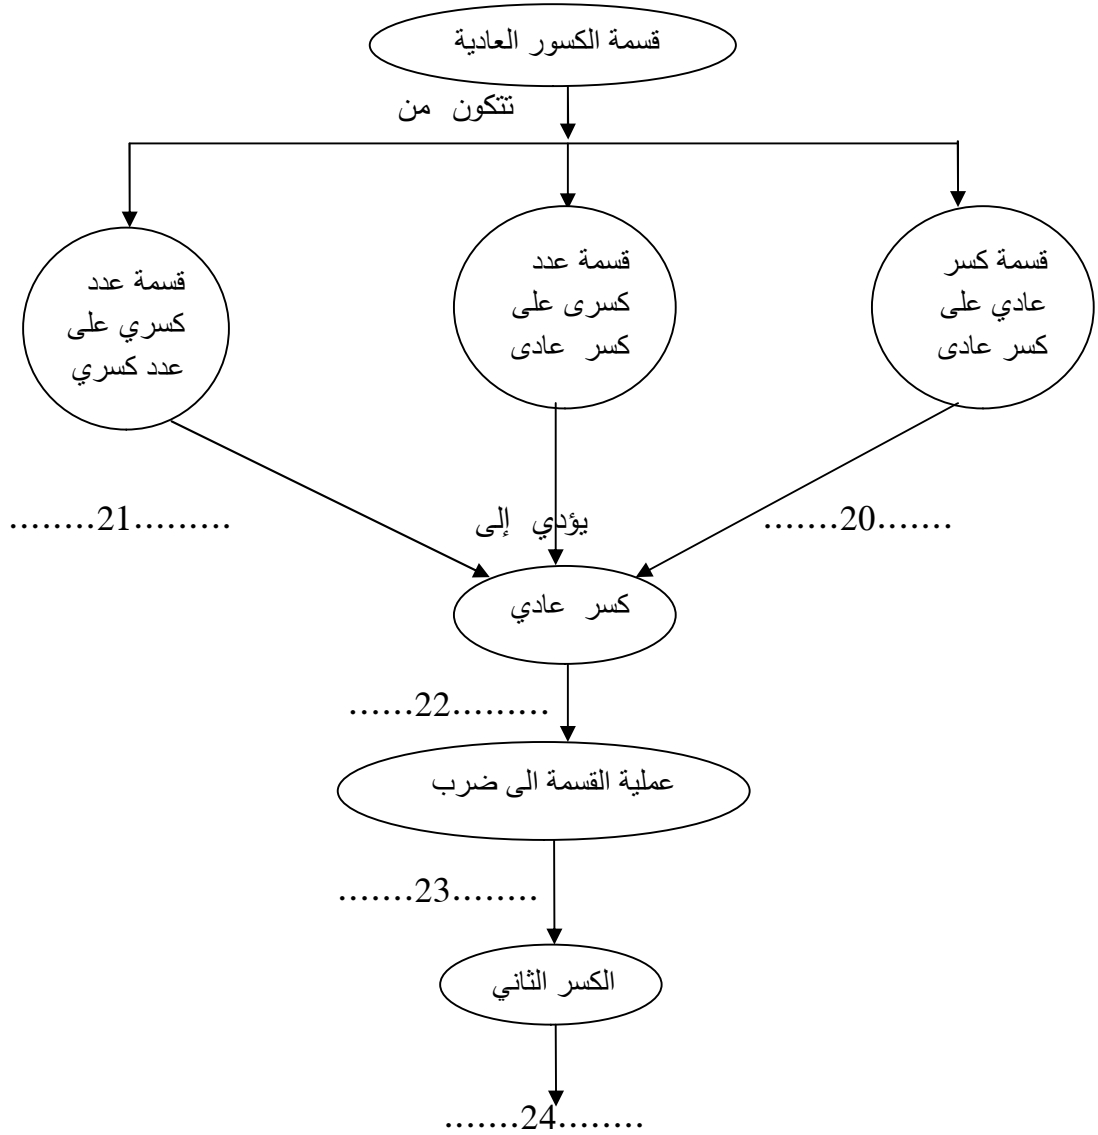 قسمة الكسور العادية
تتكون من
قسمة كسر
عادي على
كسر عادى
قسمة عدد
كسرى على
كسر عادى
قسمة عدد
كسري على
عدد كسري
.......20.......
يؤدي إلى
........21.........
كسر عادي
......22.........
عملية القسمة الى ضرب
.......23........
الكسر الثاني
.......24........